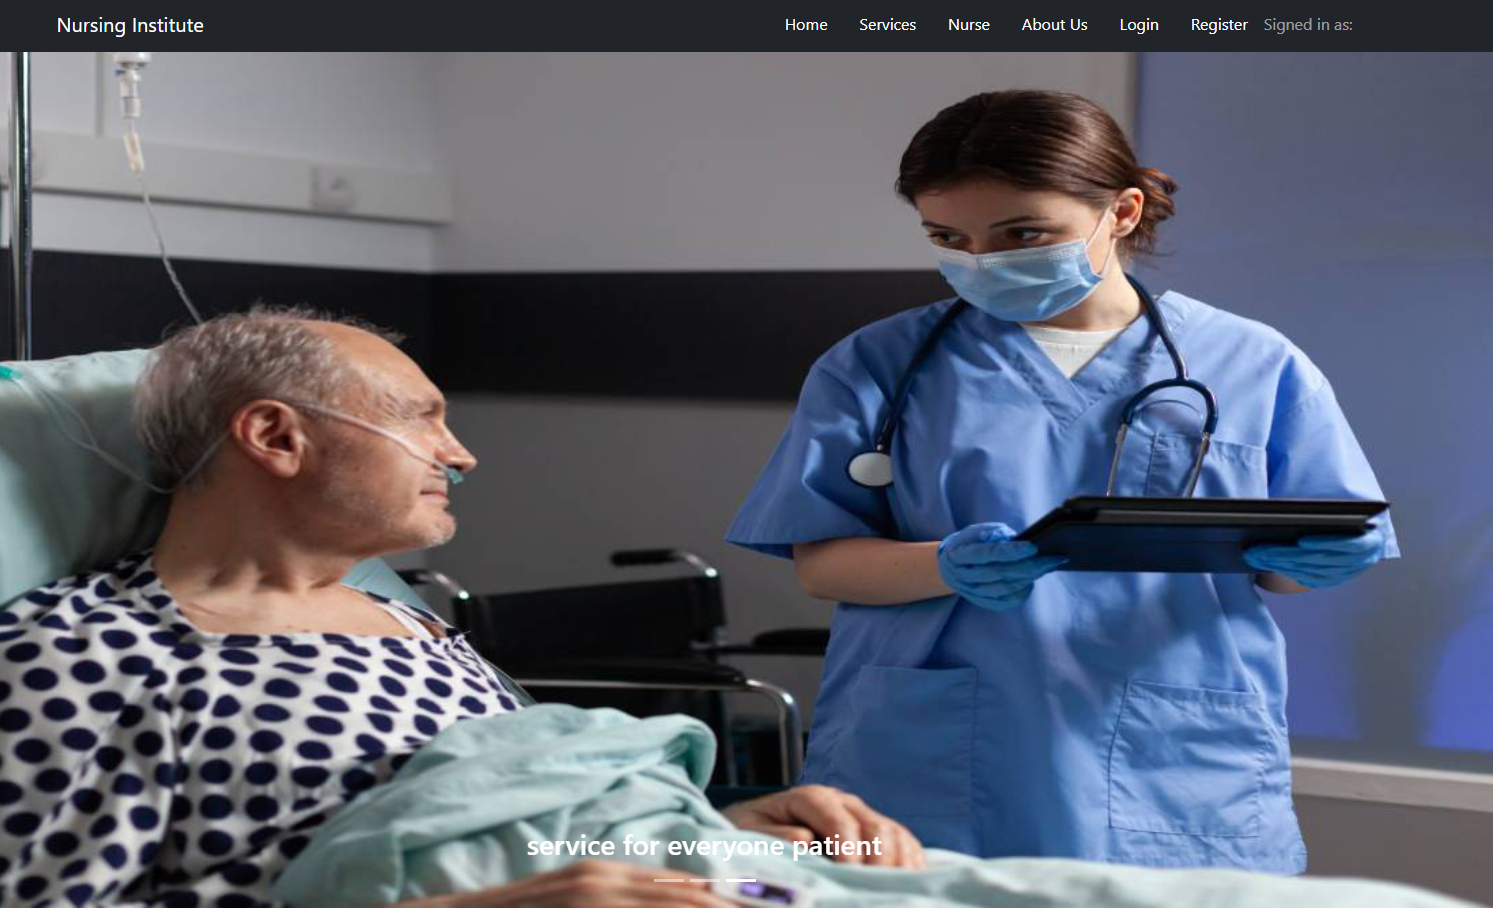 Nursing Institute
Home Services Nurse About Us Login Register Signed in as:
service for everyone patient